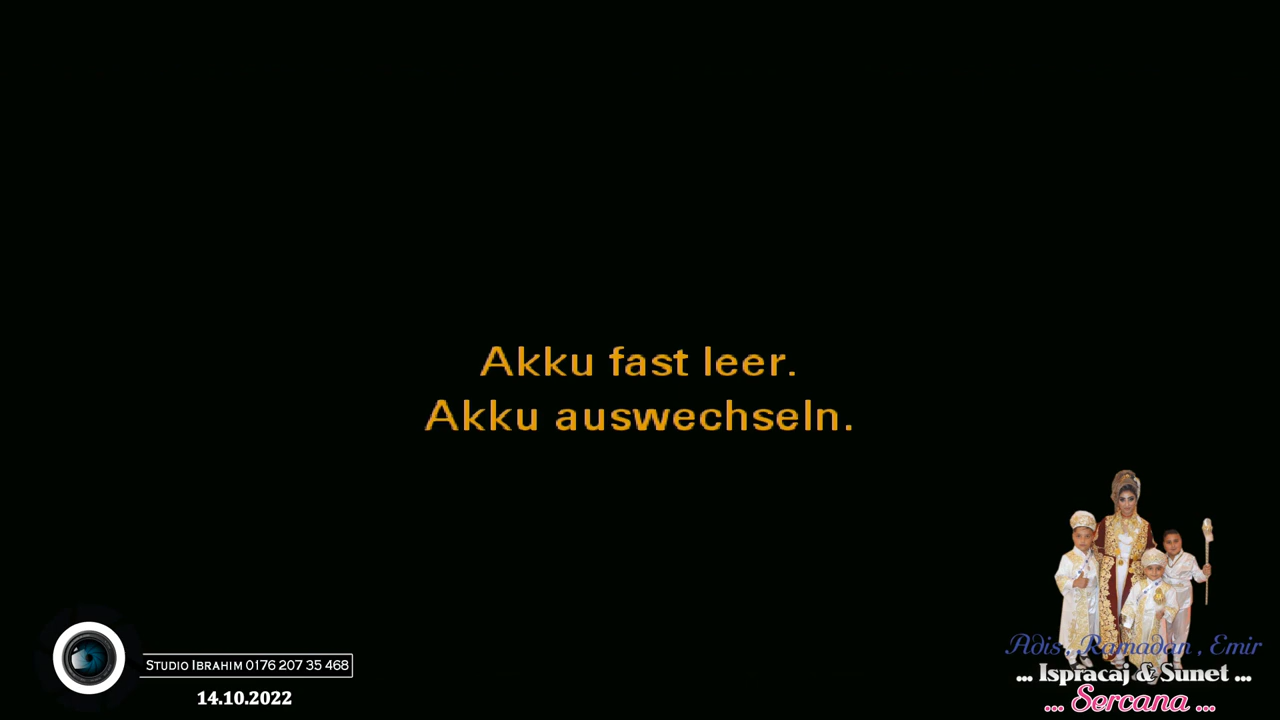 Akku fast leer.
Akku auswechseln.
STUDIO IBRAHIM 0176 207 35 468
14.10.2022
Adis , Ramadan , Emir
... Ispracaj & Sunet ...
... Sercana ...